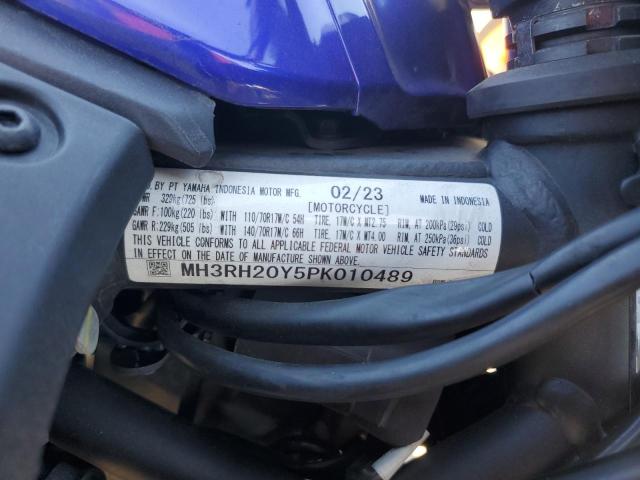 BY PT YAMAHA INDONESIA MOTOR MFG. 02/23 MADE IN INDONESIA
329kg(725 lbs) [MOTORCYCLE]
GAWR F:100kg(220 lbs) WITH 110/70R17M/C 54H TIRE, 17M/C X MT2.75 RIM, AT 200kPa(29psi) COLD
GAWR R:229kg(505 lbs) WITH 140/70R17M/C 66H TIRE, 17M/C X MT4.00 RIM, AT 250kPa(36psi) COLD
THIS VEHICLE CONFORMS TO ALL APPLICABLE FEDERAL MOTOR VEHICLE SAFETY STANDARDS
IN EFFECT ON THE DATE OF MANUFACTURE SHOWN ABOVE.
MH3RH20Y5PK010489